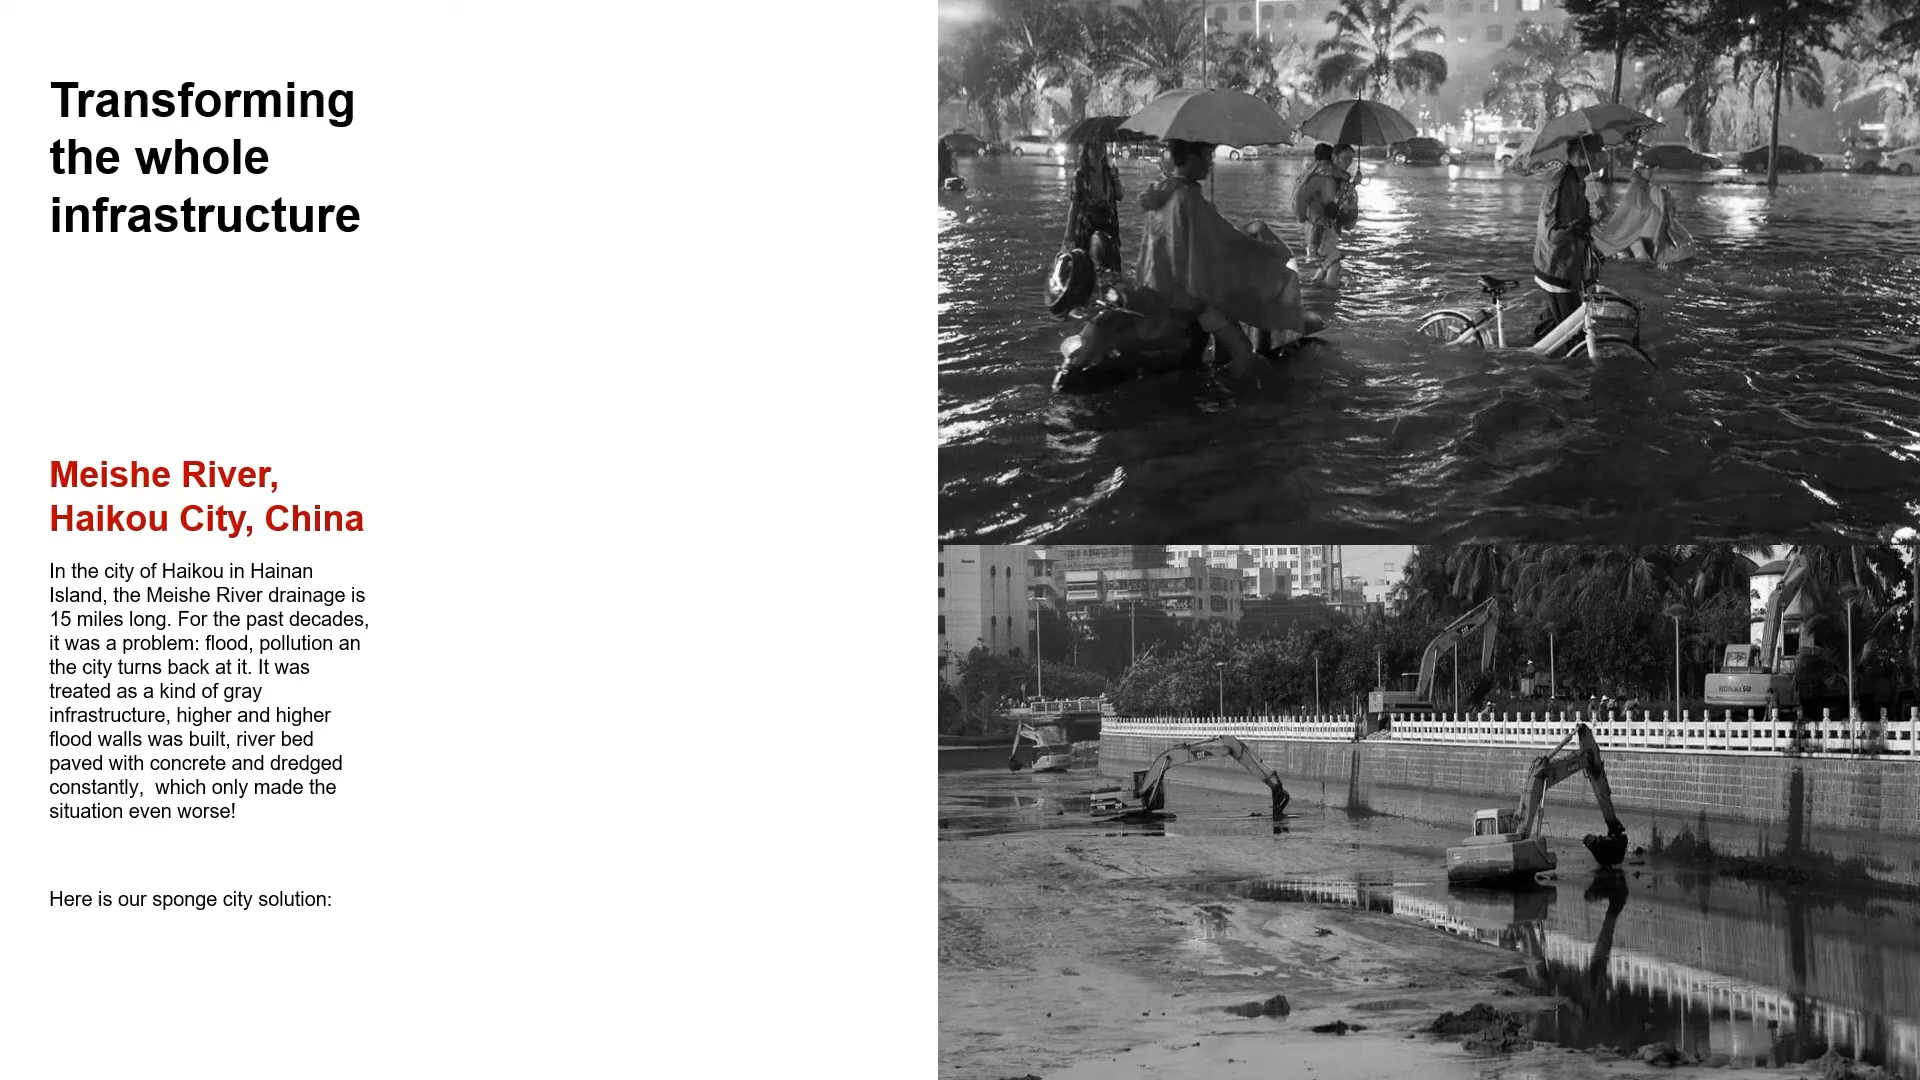 Transforming
the whole
infrastructure
Meishe River,
Haikou City, China
In the city of Haikou in Hainan
Island, the Meishe River drainage is
15 miles long. For the past decades,
it was a problem: flood, pollution an
the city turns back at it. It was
treated as a kind of gray
infrastructure, higher and higher
flood walls was built, river bed
paved with concrete and dredged
constantly,  which only made the
situation even worse!
Here is our sponge city solution:
KOMATSU